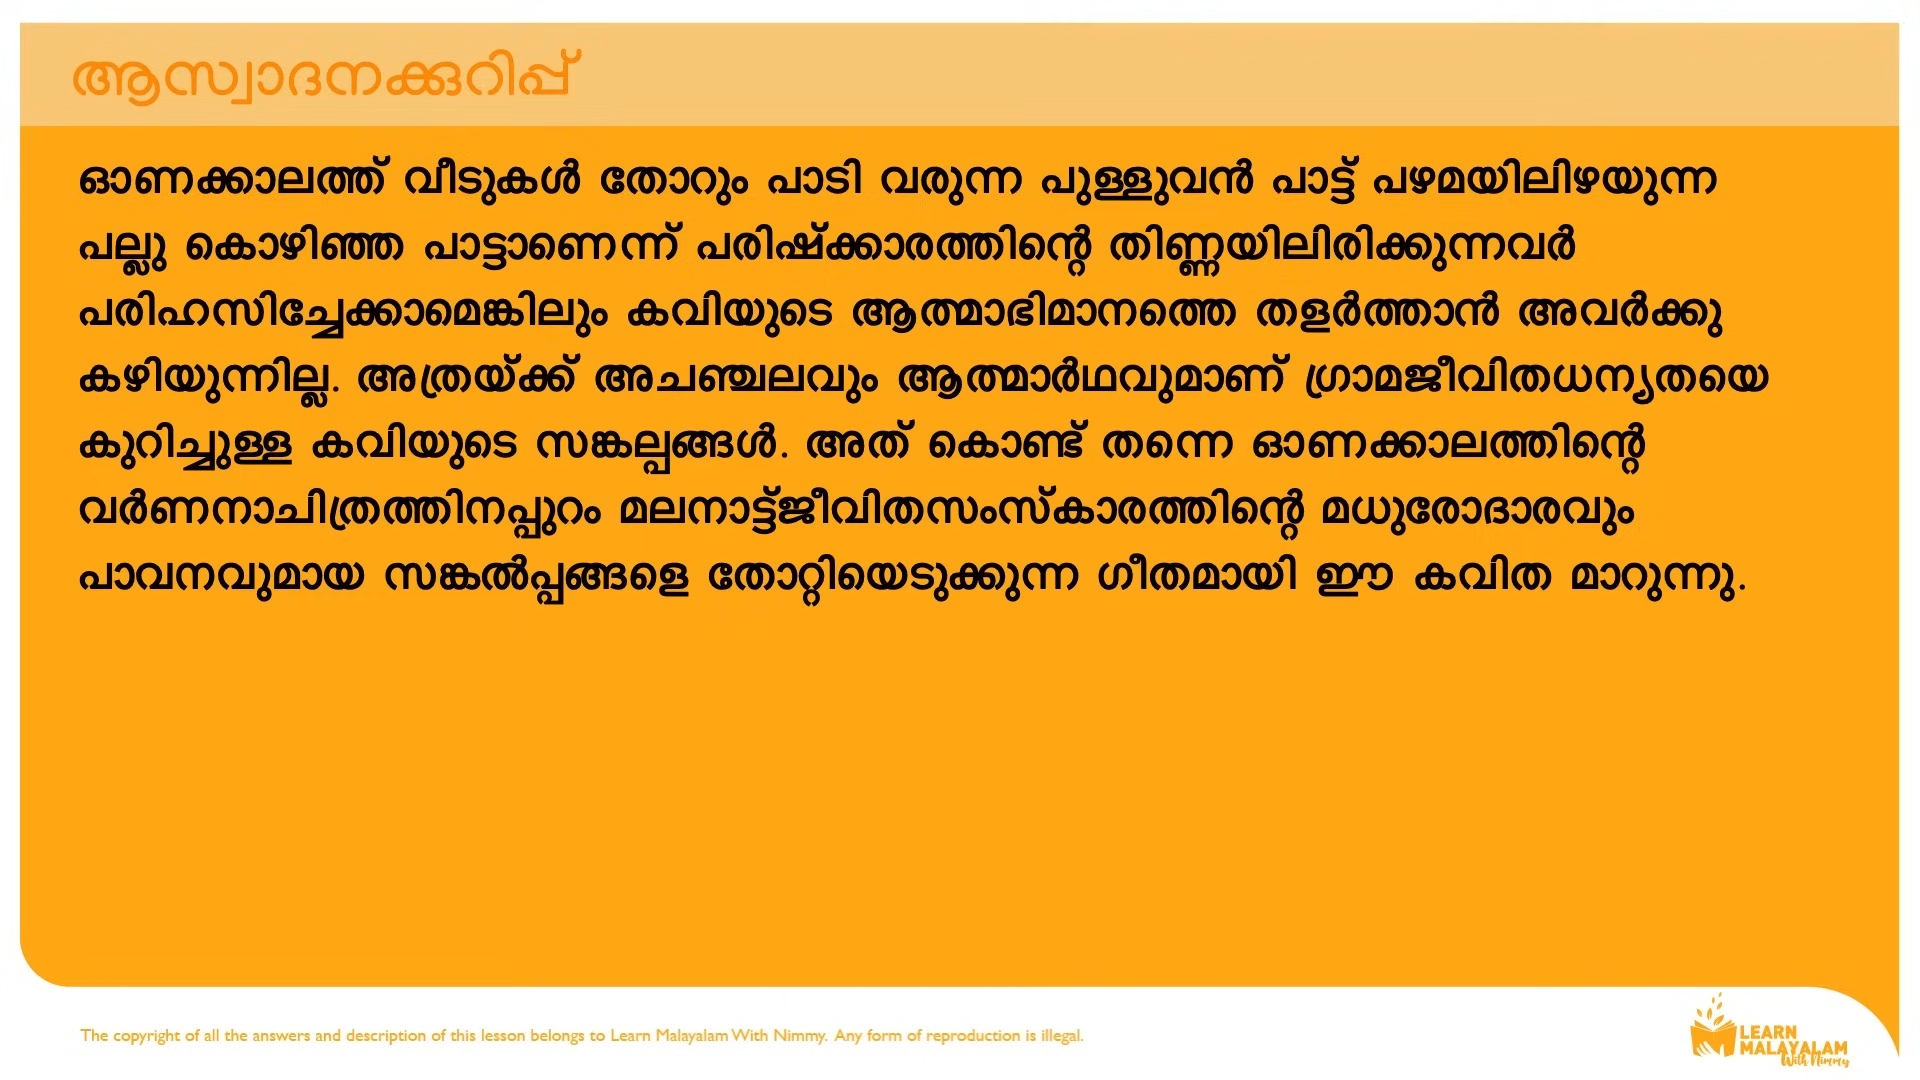 ആസ്വാദനക്കുറിപ്പ്
ഓണക്കാലത്ത് വീടുകൾ തോറും പാടി വരുന്ന പുള്ളുവൻ പാട്ട് പഴമയിലിഴയുന്ന
പല്ലു കൊഴിഞ്ഞ പാട്ടാണെന്ന് പരിഷ്ക്കാരത്തിന്റെ തിണ്ണയിലിരിക്കുന്നവർ
പരിഹസിച്ചേക്കാമെങ്കിലും കവിയുടെ ആത്മാഭിമാനത്തെ തളർത്താൻ അവർക്കു
കഴിയുന്നില്ല. അത്രയ്ക്ക് അചഞ്ചലവും ആത്മാർഥവുമാണ് ഗ്രാമജീവിതധന്യതയെ
കുറിച്ചുള്ള കവിയുടെ സങ്കല്പങ്ങൾ. അത് കൊണ്ട് തന്നെ ഓണക്കാലത്തിന്റെ
വർണനാചിത്രത്തിനപ്പുറം മലനാട്ട്ജീവിതസംസ്കാരത്തിന്റെ മധുരോദാരവും
പാവനവുമായ സങ്കൽപ്പങ്ങളെ തോറ്റിയെടുക്കുന്ന ഗീതമായി ഈ കവിത മാറുന്നു.
The copyright of all the answers and description of this lesson belongs to Learn Malayalam With Nimmy. Any form of reproduction is illegal.
LEARN
MALAYALAM
With Nimmy